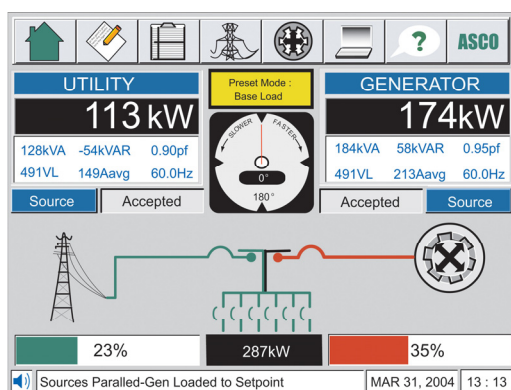 ? ASCO
UTILITY
113 kW
128kVA -54kVAR 0.90pf
491VL 149Aavg 60.0Hz
Source Accepted
Preset Mode :
Base Load
SLOWER FASTER
0°
180°
GENERATOR
174kW
184kVA 58kVAR 0.95pf
491VL 213Aavg 60.0Hz
Accepted Source
23% 287kW 35%
Sources Paralled-Gen Loaded to Setpoint MAR 31, 2004 13 : 13